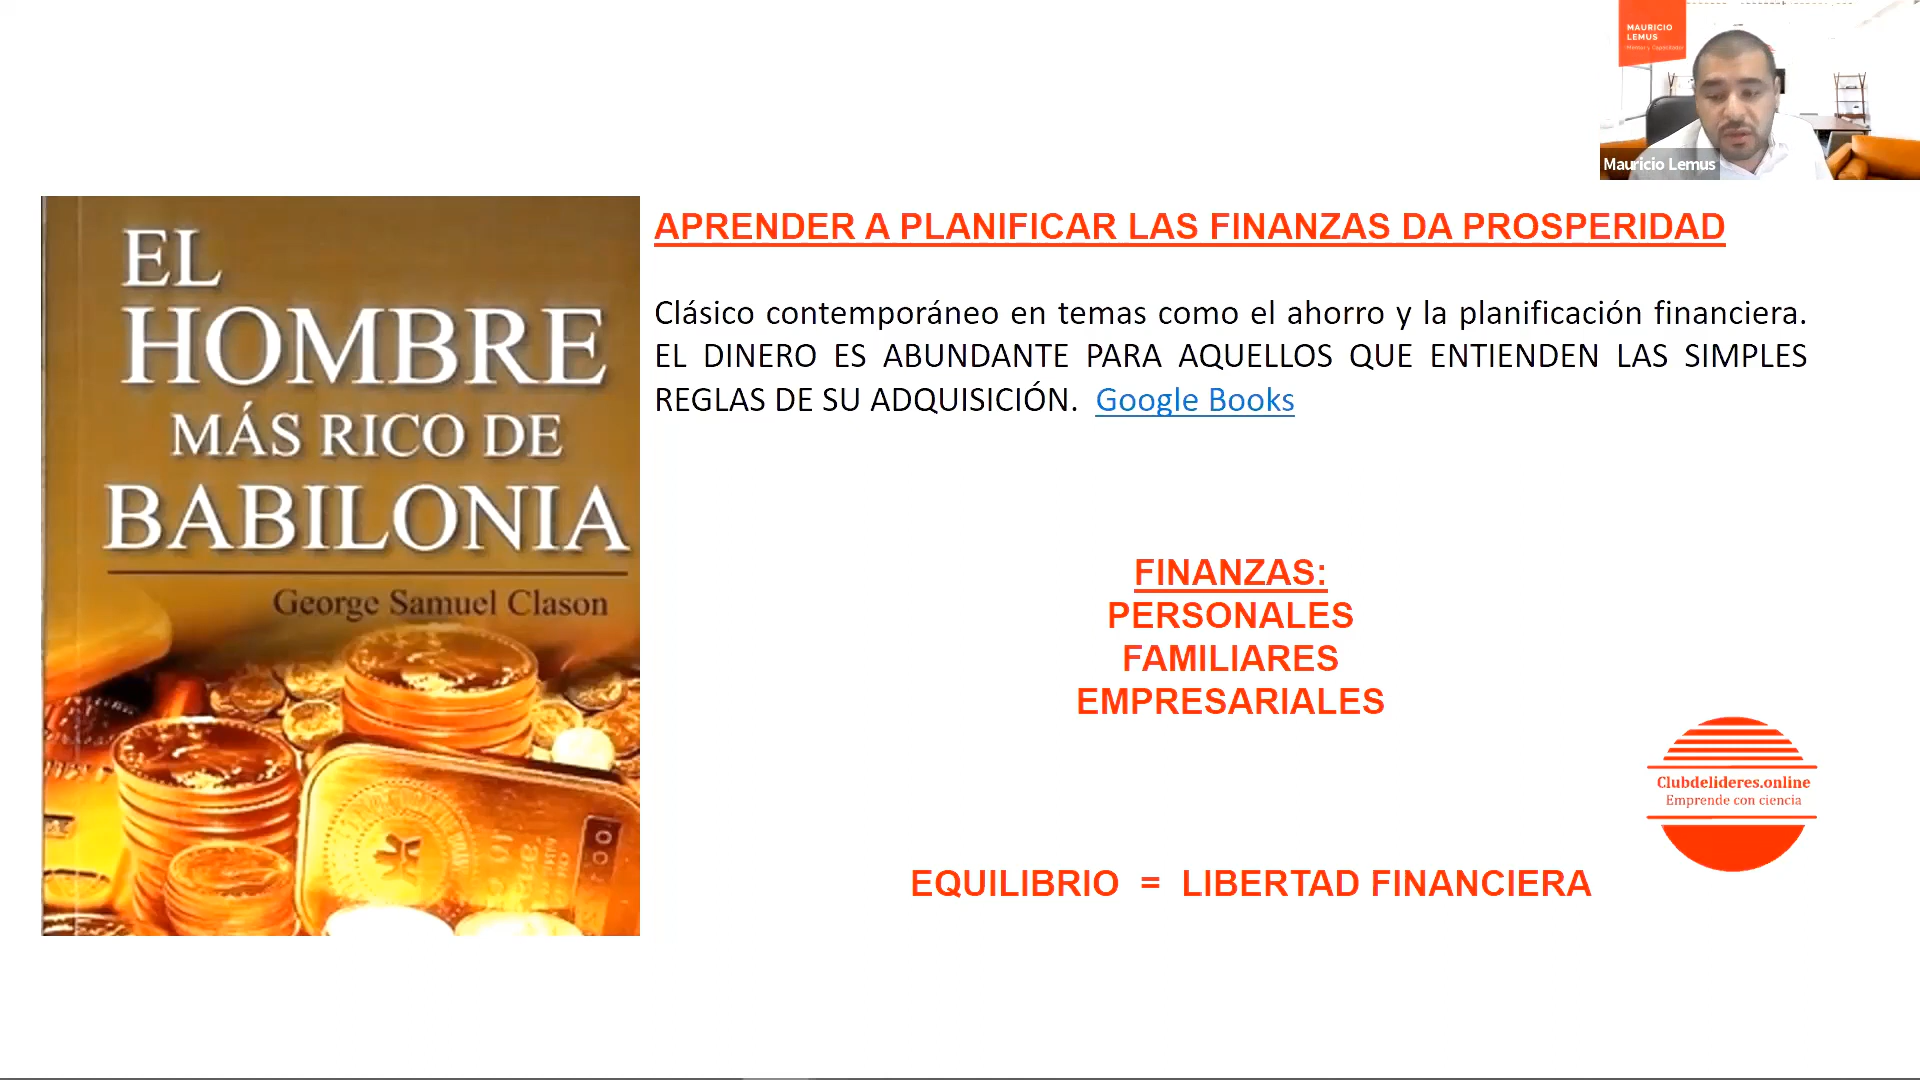 MAURICIO
LEMUS
Mauricio Lemus
EL
HOMBRE
MÁS RICO DE
BABILONIA
George Samuel Clason
APRENDER A PLANIFICAR LAS FINANZAS DA PROSPERIDAD
Clásico contemporáneo en temas como el ahorro y la planificación financiera.
EL DINERO ES ABUNDANTE PARA AQUELLOS QUE ENTIENDEN LAS SIMPLES
REGLAS DE SU ADQUISICIÓN. Google Books
FINANZAS:
PERSONALES
FAMILIARES
EMPRESARIALES
Clubdelideres.online
Emprende con ciencia
EQUILIBRIO = LIBERTAD FINANCIERA